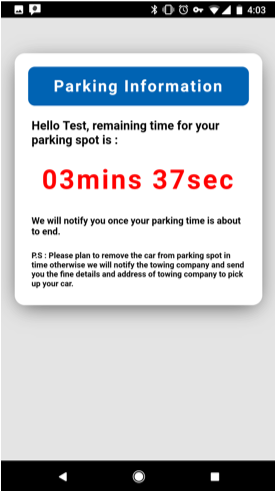 4:03
Parking Information
Hello Test, remaining time for your
parking spot is :
03mins 37sec
We will notify you once your parking time is about
to end.
P.S : Please plan to remove the car from parking spot in
time otherwise we will notify the towing company and send
you the fine details and address of towing company to pick
up your car.